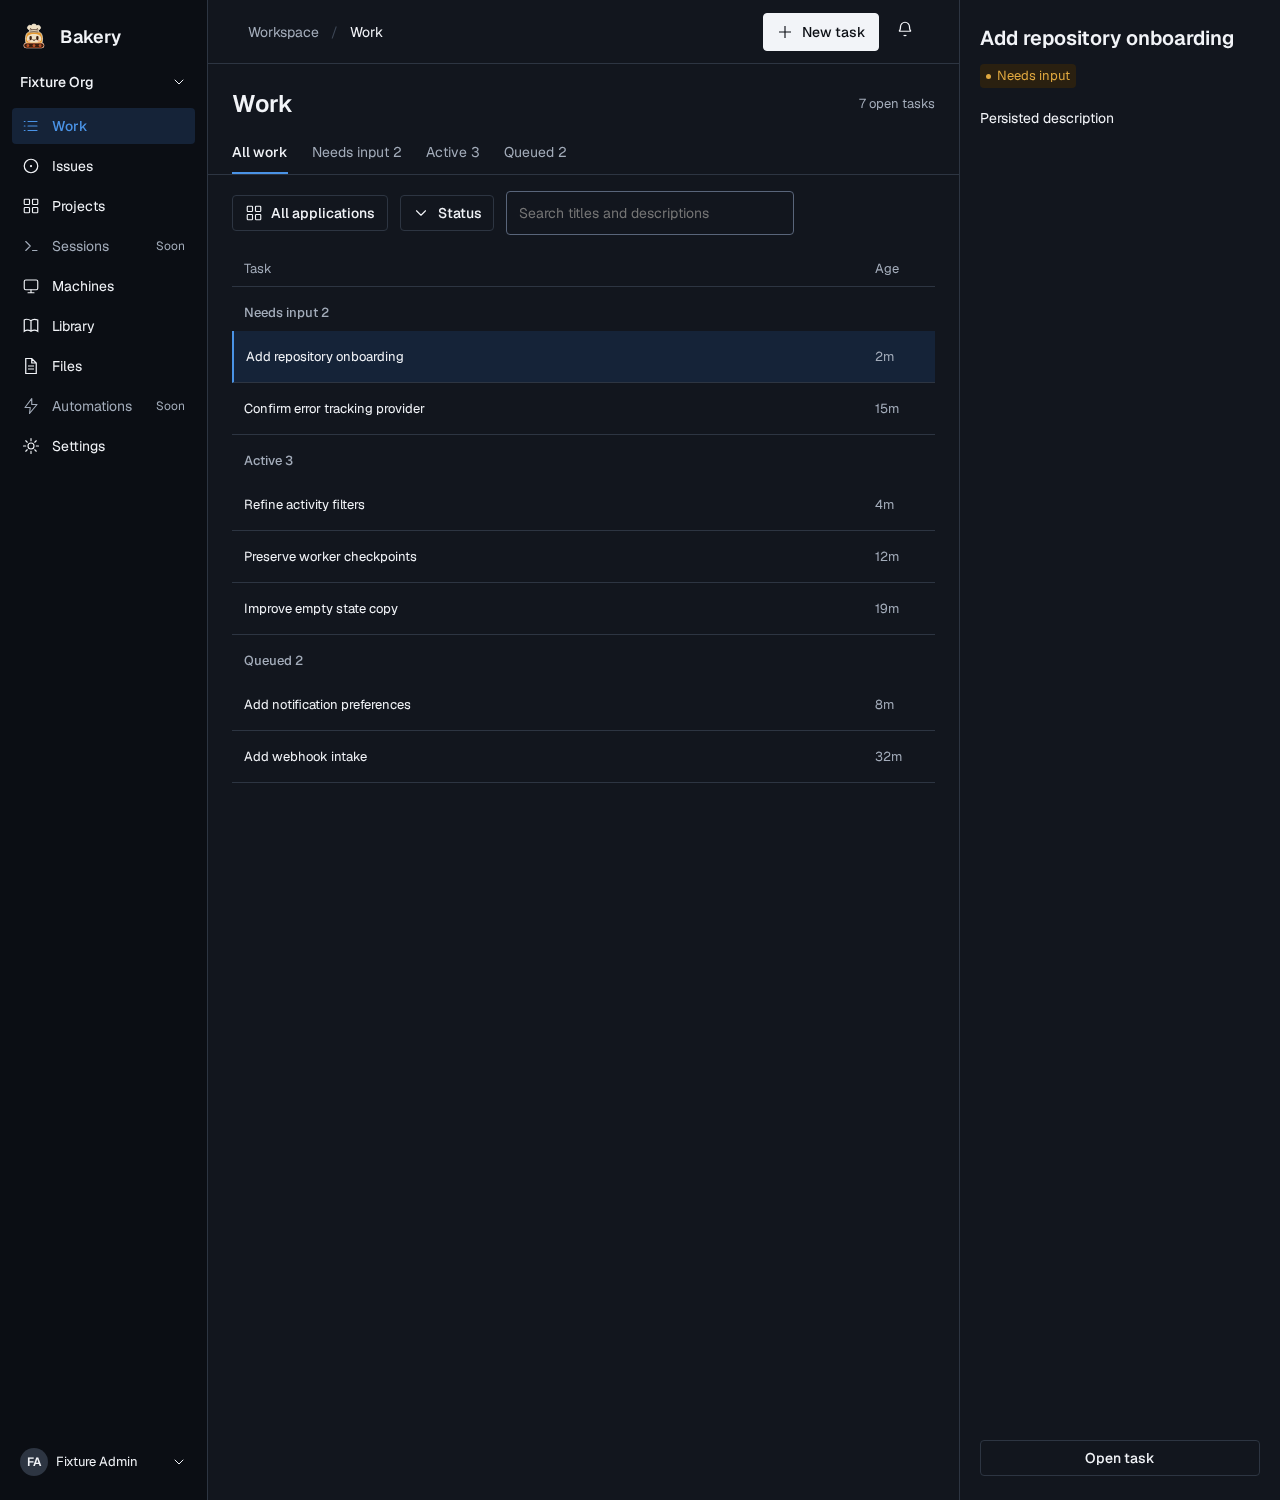 Bakery
Fixture Org
Work
Issues
Projects
Sessions Soon
Machines
Library
Files
Automations Soon
Settings
FA Fixture Admin
Workspace / Work
New task
Work
7 open tasks
All work Needs input 2 Active 3 Queued 2
All applications Status Search titles and descriptions
Task Age
Needs input 2
Add repository onboarding 2m
Confirm error tracking provider 15m
Active 3
Refine activity filters 4m
Preserve worker checkpoints 12m
Improve empty state copy 19m
Queued 2
Add notification preferences 8m
Add webhook intake 32m
Add repository onboarding
Needs input
Persisted description
Open task